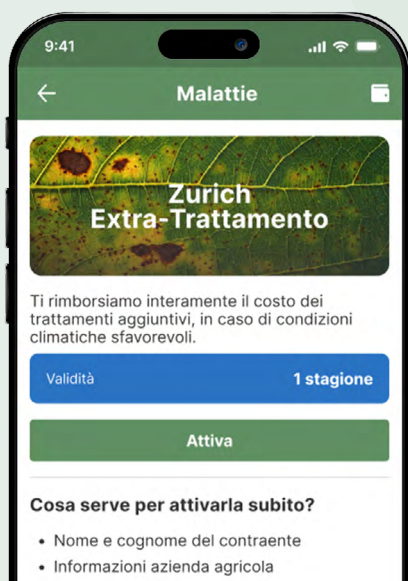 9:41
Malattie
Zurich
Extra-Trattamento
Ti rimborsiamo interamente il costo dei
trattamenti aggiuntivi, in caso di condizioni
climatiche sfavorevoli.
Validità 1 stagione
Attiva
Cosa serve per attivarla subito?
• Nome e cognome del contraente
• Informazioni azienda agricola